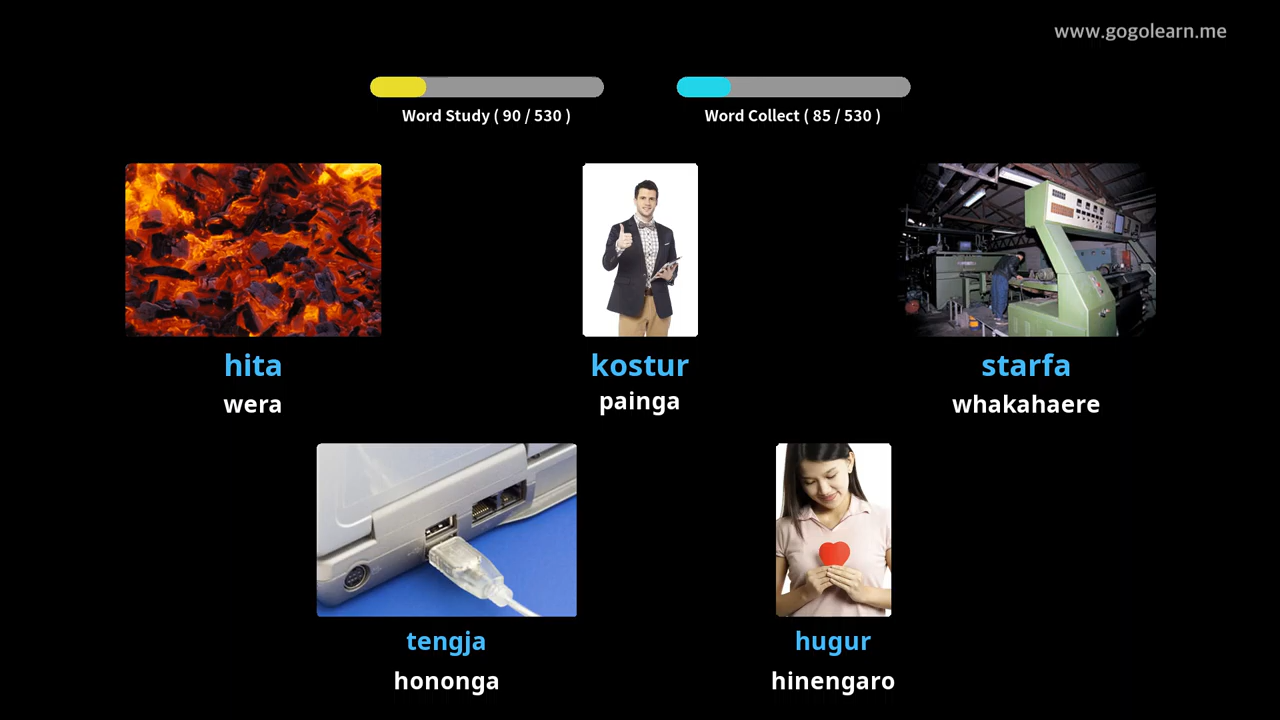 www.gogolearn.me
Word Study ( 90 / 530 )
Word Collect ( 85 / 530 )
hita
kostur
starfa
wera
painga
whakahaere
tengja
hugur
hononga
hinengaro